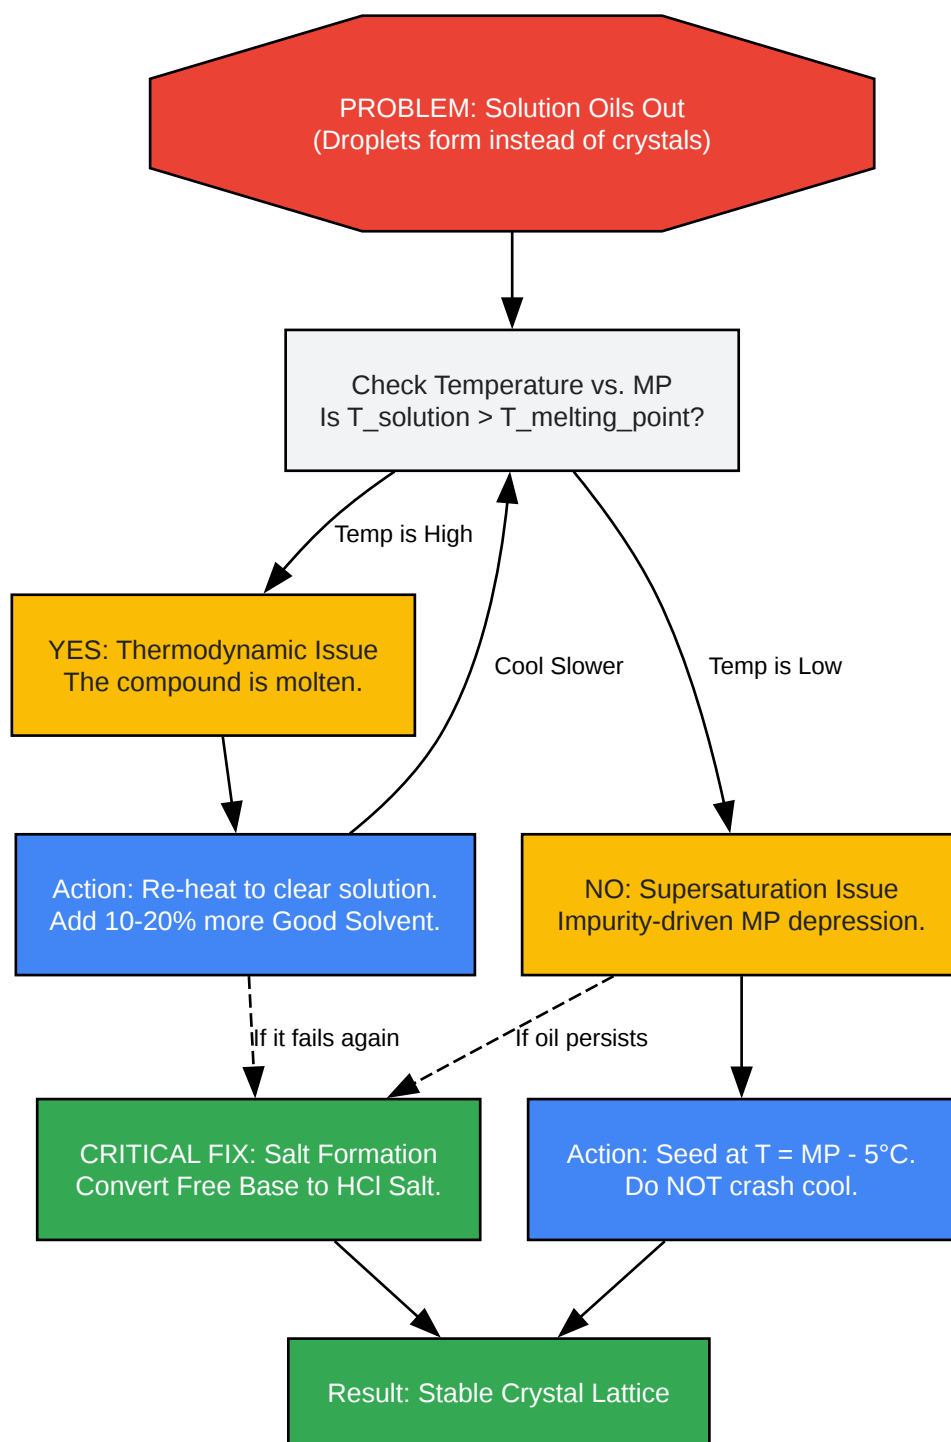 PROBLEM: Solution Oils Out
(Droplets form instead of crystals)
Check Temperature vs. MP
Is T_solution > T_melting_point?
Temp is High
YES: Thermodynamic Issue
The compound is molten.
Cool Slower
Temp is Low
Action: Re-heat to clear solution.
Add 10-20% more Good Solvent.
NO: Supersaturation Issue
Impurity-driven MP depression.
If it fails again
If oil persists
CRITICAL FIX: Salt Formation
Convert Free Base to HCl Salt.
Action: Seed at T = MP - 5°C.
Do NOT crash cool.
Result: Stable Crystal Lattice